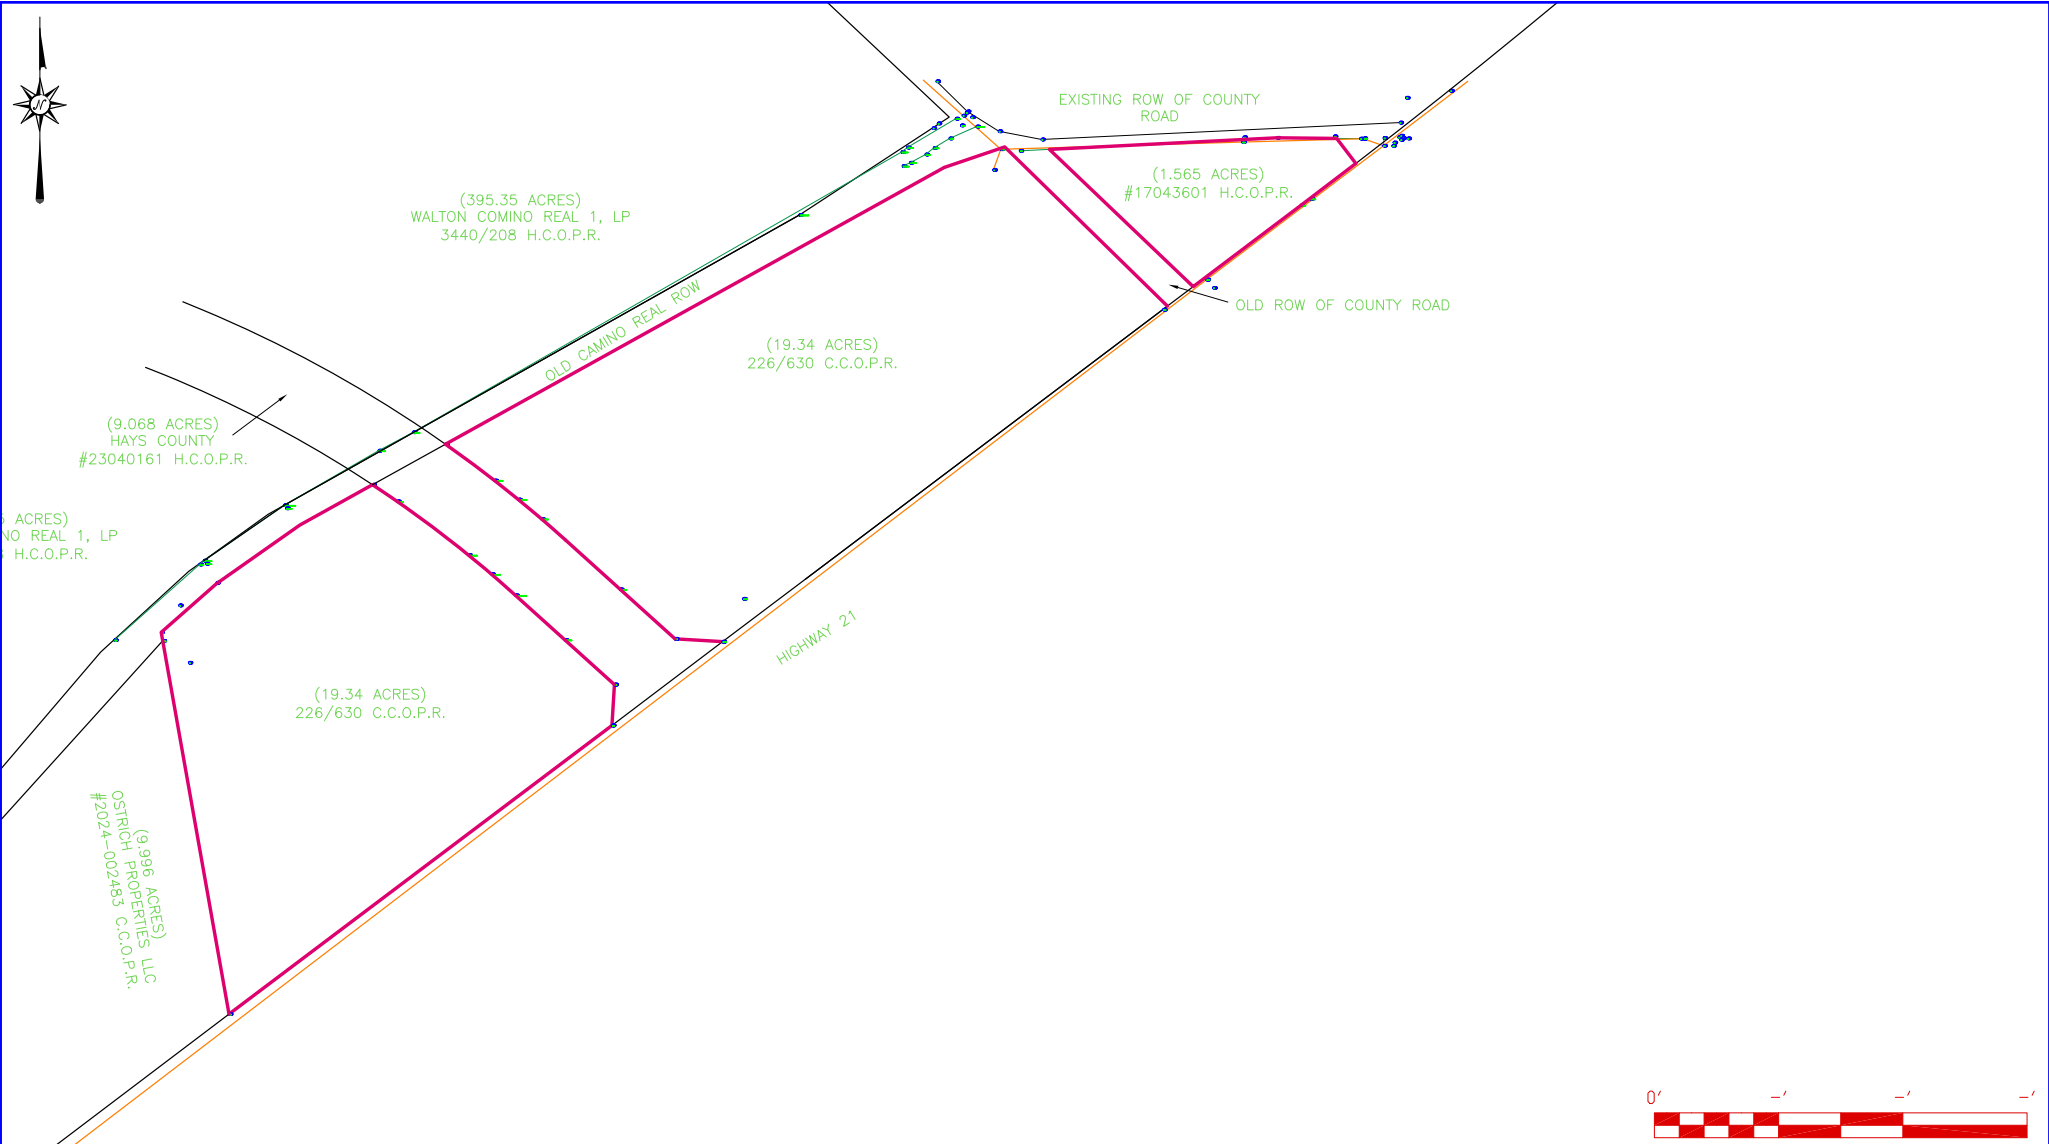 N
EXISTING ROW OF COUNTY
ROAD
(1.565 ACRES)
#17043601 H.C.O.P.R.
(395.35 ACRES)
WALTON COMINO REAL 1, LP
3440/208 H.C.O.P.R.
OLD CAMINO REAL ROW
OLD ROW OF COUNTY ROAD
(19.34 ACRES)
226/630 C.C.O.P.R.
(9.068 ACRES)
HAYS COUNTY
#23040161 H.C.O.P.R.
ACRES)
NO REAL 1, LP
H.C.O.P.R.
HIGHWAY 21
(19.34 ACRES)
226/630 C.C.O.P.R.
(9.996 ACRES)
OSTRICH PROPERTIES LLC
#2024-002483 C.C.O.P.R.
0' -' -' -'